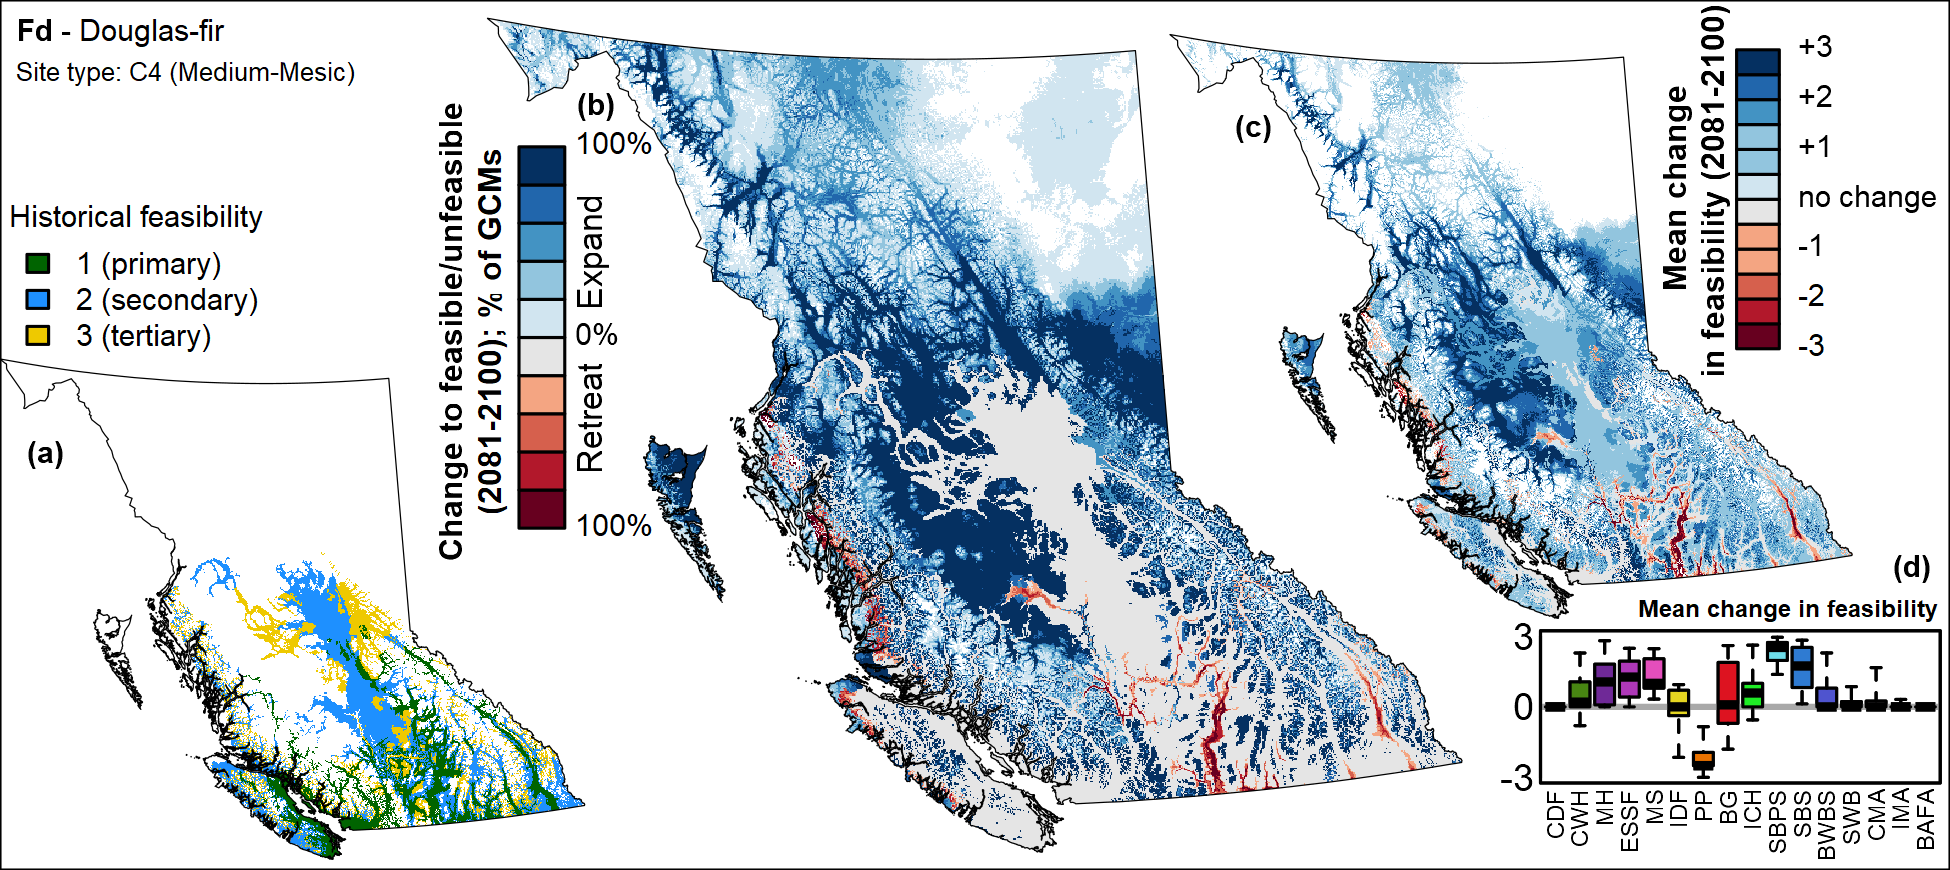 Fd - Douglas-fir
Site type: C4 (Medium-Mesic)
Historical feasibility
1 (primary)
2 (secondary)
3 (tertiary)
(a)
Change to feasible/unfeasible
(2081-2100); % of GCMs
100%
Expand
0%
Retreat
100%
(b)
(c)
Mean change
in feasibility (2081-2100)
+3
+2
+1
no change
-1
-2
-3
(d)
Mean change in feasibility
3
0
-3
CDF
CWH
MH
ESSF
MS
IDF
PP
BG
ICH
SBPS
SBS
BWBS
SWB
CMA
IMA
BAFA